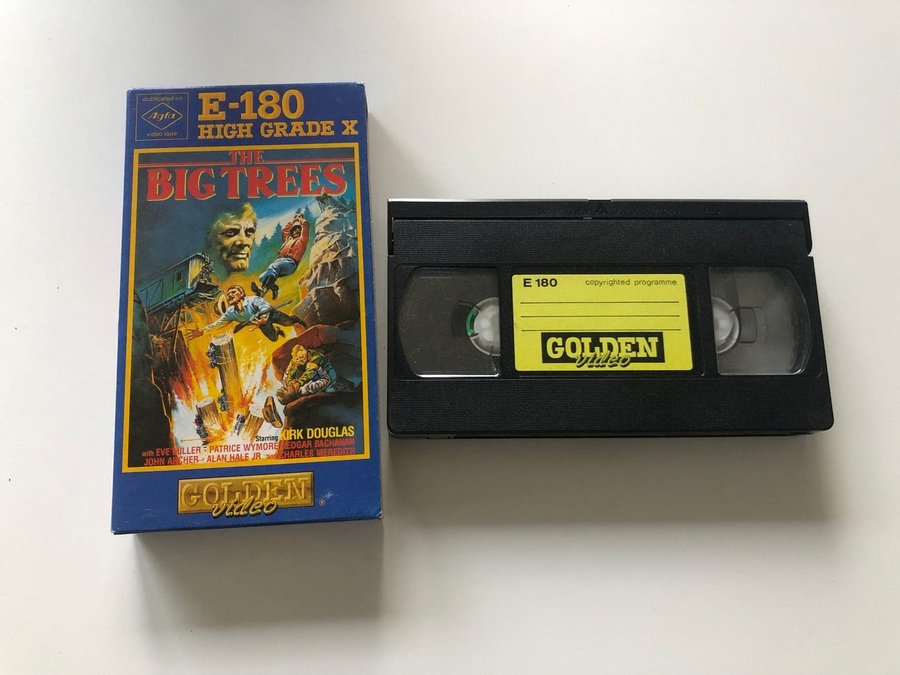 duplicated on
Agfa
video tape
E-180
HIGH GRADE X
THE
BIG TREES
Starring KIRK DOUGLAS
with EVE MILLER - PATRICE WYMORE - EDGAR BACHANAN
JOHN ARCHER - ALAN HALE JR. and CHARLES MEREDITH
GOLDEN
video ®
E 180 copyrighted programme
GOLDEN
video